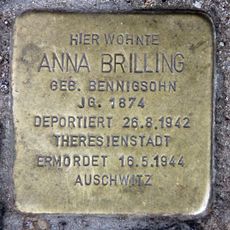 HIER WOHNTE
ANNA BRILLING
GEB. BENNIGSOHN
JG. 1874
DEPORTIERT 26.8.1942
THERESIENSTADT
ERMORDET 16.5.1944
AUSCHWITZ